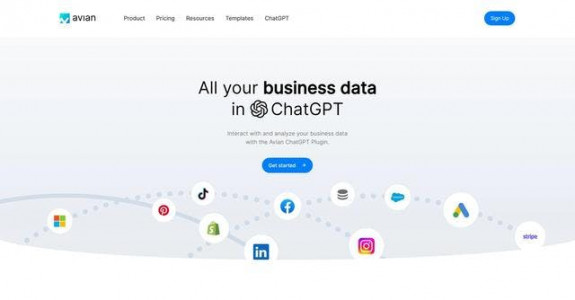 avian
Product
Pricing
Resources
Templates
ChatGPT
Sign Up
All your business data
in ChatGPT
Interact with and analyze your business data
with the Avian ChatGPT Plugin.
Get started
in
stripe